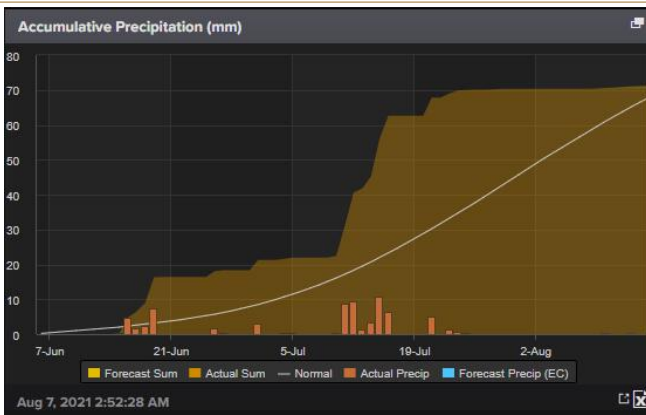 Accumulative Precipitation (mm)
80
70
60
50
40
30
20
10
0
7-Jun 21-Jun 5-Jul 19-Jul 2-Aug
Forecast Sum Actual Sum Normal Actual Precip Forecast Precip (EC)
Aug 7, 2021 2:52:28 AM